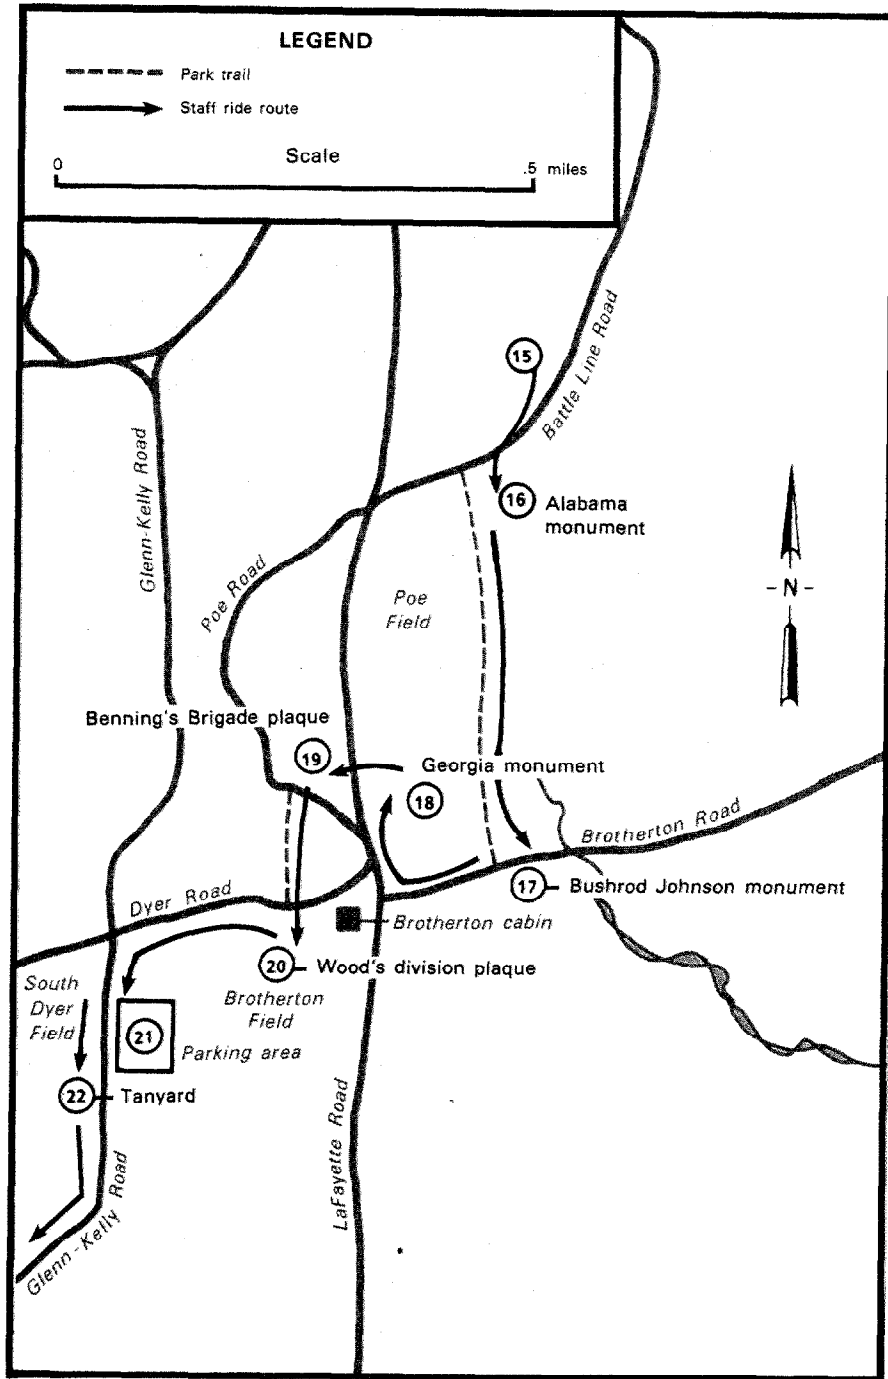 LEGEND
Park trail
Staff ride route
Scale
0
.5 miles
15
Battle Line Road
16
Alabama
monument
Glenn-Kelly Road
Poe Road
Poe
Field
- N -
Benning's Brigade plaque
19
Georgia monument
18
Brotherton Road
17
Bushrod Johnson monument
Dyer Road
Brotherton cabin
20
Wood's division plaque
South
Dyer
Field
Brotherton
Field
21
Parking area
22
Tanyard
LaFayette Road
Glenn-Kelly Road